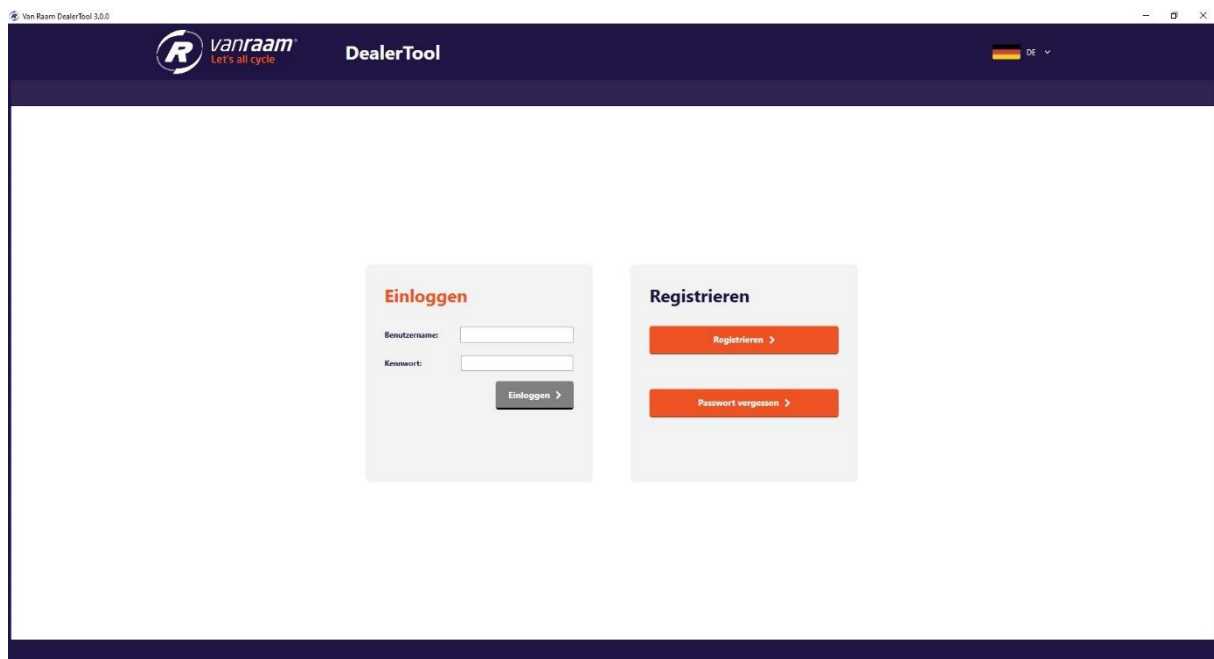 Van Raam DealerTool 3.0.0
vanraam
Let's all cycle
DealerTool
DE
Einloggen
Benutzername:
Kennwort:
Einloggen
Registrieren
Registrieren
Passwort vergessen